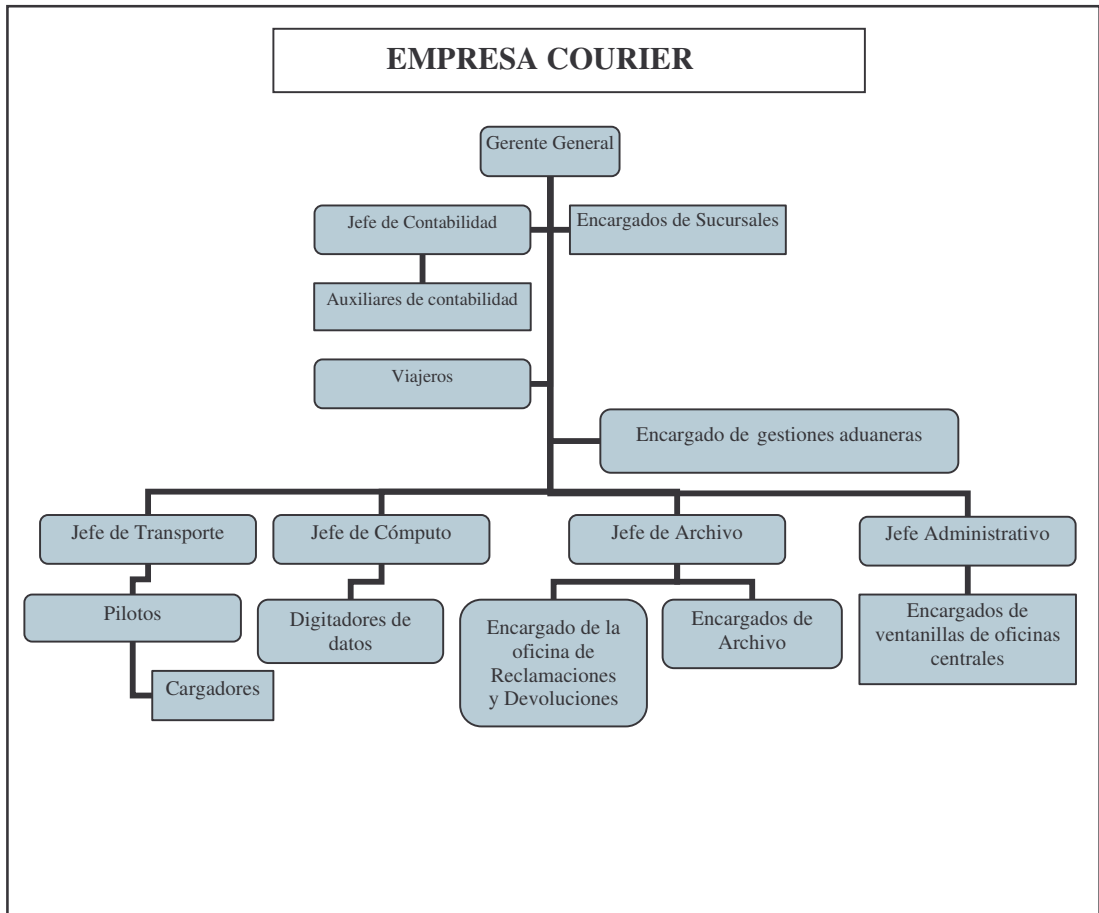 EMPRESA COURIER
Gerente General
Jefe de Contabilidad
Encargados de Sucursales
Auxiliares de contabilidad
Viajeros
Encargado de gestiones aduaneras
Jefe de Transporte
Jefe de Cómputo
Jefe de Archivo
Jefe Administrativo
Pilotos
Digitadores de
datos
Encargado de la
oficina de
Reclamaciones
y Devoluciones
Encargados de
Archivo
Encargados de
ventanillas de oficinas
centrales
Cargadores